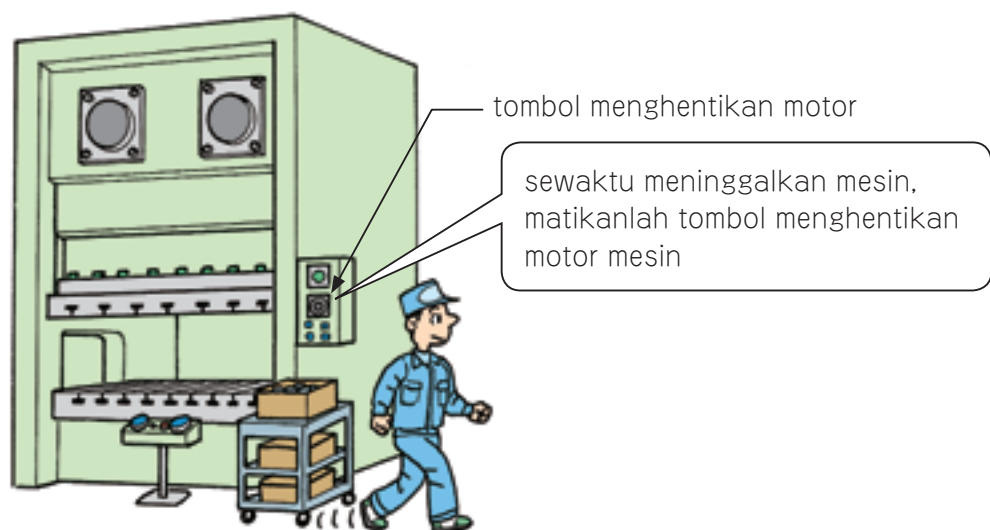 tombol menghentikan motor
sewaktu meninggalkan mesin,
matikanlah tombol menghentikan
motor mesin